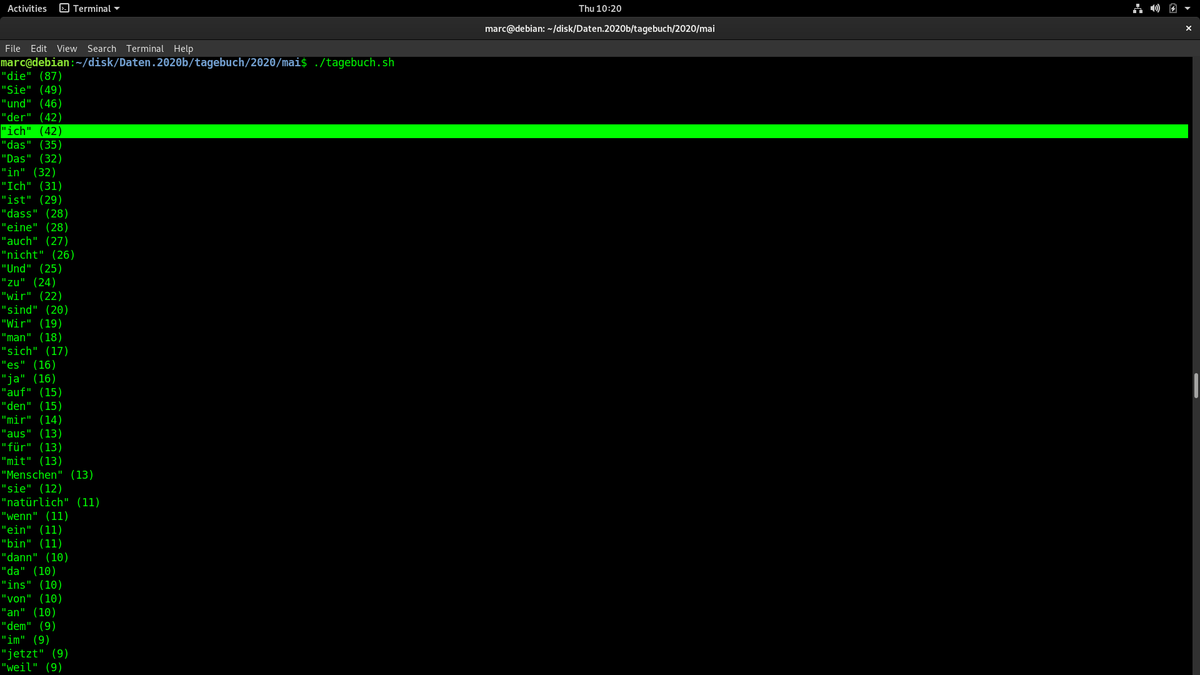 Activities Terminal Thu 10:20
marc@debian: ~/disk/Daten.2020b/tagebuch/2020/mai
File Edit View Search Terminal Help
marc@debian:~/disk/Daten.2020b/tagebuch/2020/mai$ ./tagebuch.sh
"die" (87)
"Sie" (49)
"und" (46)
"der" (42)
"ich" (42)
"das" (35)
"Das" (32)
"in" (32)
"Ich" (31)
"ist" (29)
"dass" (28)
"eine" (28)
"auch" (27)
"nicht" (26)
"Und" (25)
"zu" (24)
"wir" (22)
"sind" (20)
"Wir" (19)
"man" (18)
"sich" (17)
"es" (16)
"ja" (16)
"auf" (15)
"den" (15)
"mir" (14)
"aus" (13)
"für" (13)
"mit" (13)
"Menschen" (13)
"sie" (12)
"natürlich" (11)
"wenn" (11)
"ein" (11)
"bin" (11)
"dann" (10)
"da" (10)
"ins" (10)
"von" (10)
"an" (10)
"dem" (9)
"im" (9)
"jetzt" (9)
"weil" (9)